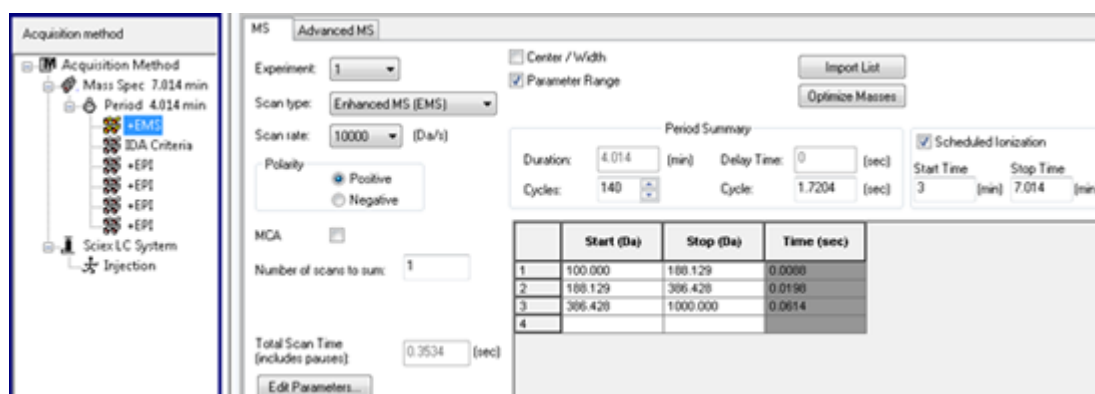 Acquisition method
Acquisition Method
Mass Spec 7.014 min
Period 4.014 min
+EMS
IDA Criteria
+EPI
+EPI
+EPI
+EPI
Sciex LC System
Injection
MS Advanced MS
Experiment: 1
Scan type: Enhanced MS (EMS)
Scan rate: 10000 (Da/s)
Polarity
Positive
Negative
MCA
Number of scans to sum: 1
Total Scan Time
(includes pauses): 0.3534 (sec)
Edit Parameters...
Center / Width
Parameter Range
Import List
Optimize Masses
Period Summary
Duration: 4.014 (min) Delay Time: 0 (sec)
Cycles: 140 Cycle: 1.7204 (sec)
Scheduled Ionization
Start Time Stop Time
3 (min) 7.014 (min
Start (Da) Stop (Da) Time (sec)
1 100.000 188.129 0.0088
2 188.129 386.428 0.0198
3 386.428 1000.000 0.0614
4